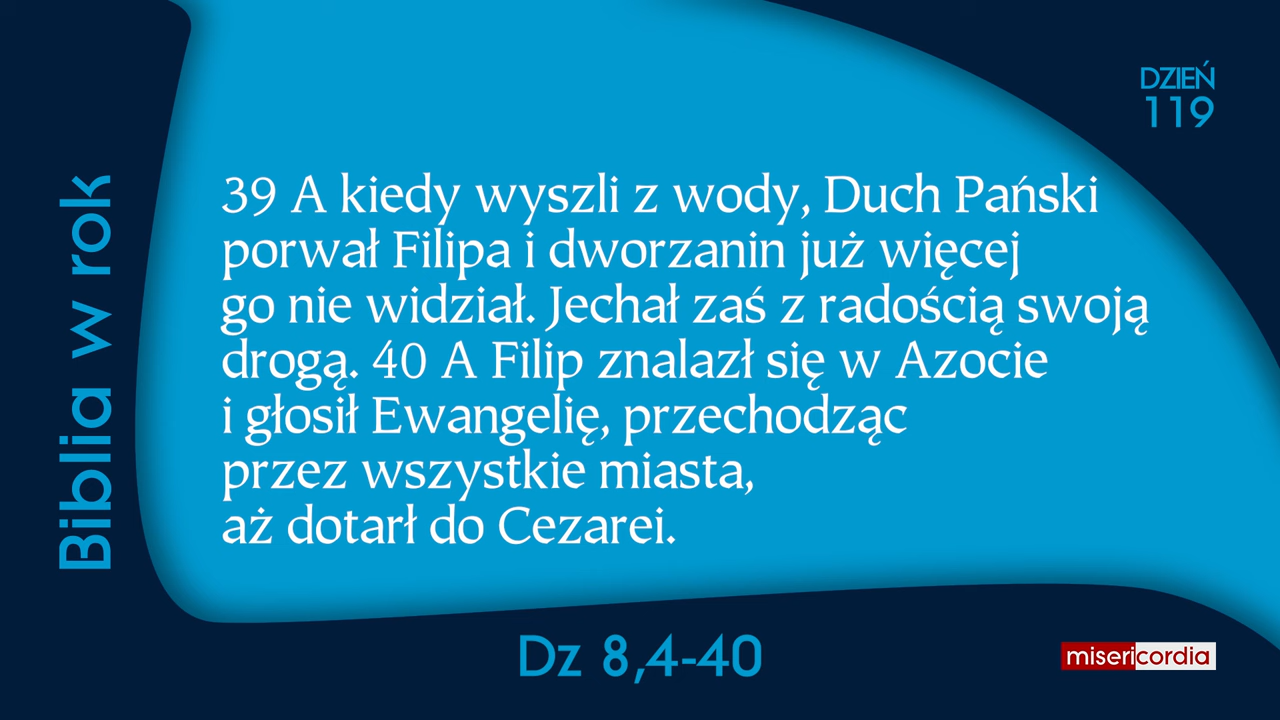 DZIEŃ
119
Biblia w rok
39 A kiedy wyszli z wody, Duch Pański
porwał Filipa i dworzanin już więcej
go nie widział. Jechał zaś z radością swoją
drogą. 40 A Filip znalazł się w Azocie
i głosił Ewangelię, przechodząc
przez wszystkie miasta,
aż dotarł do Cezarei.
Dz 8,4-40
misericordia